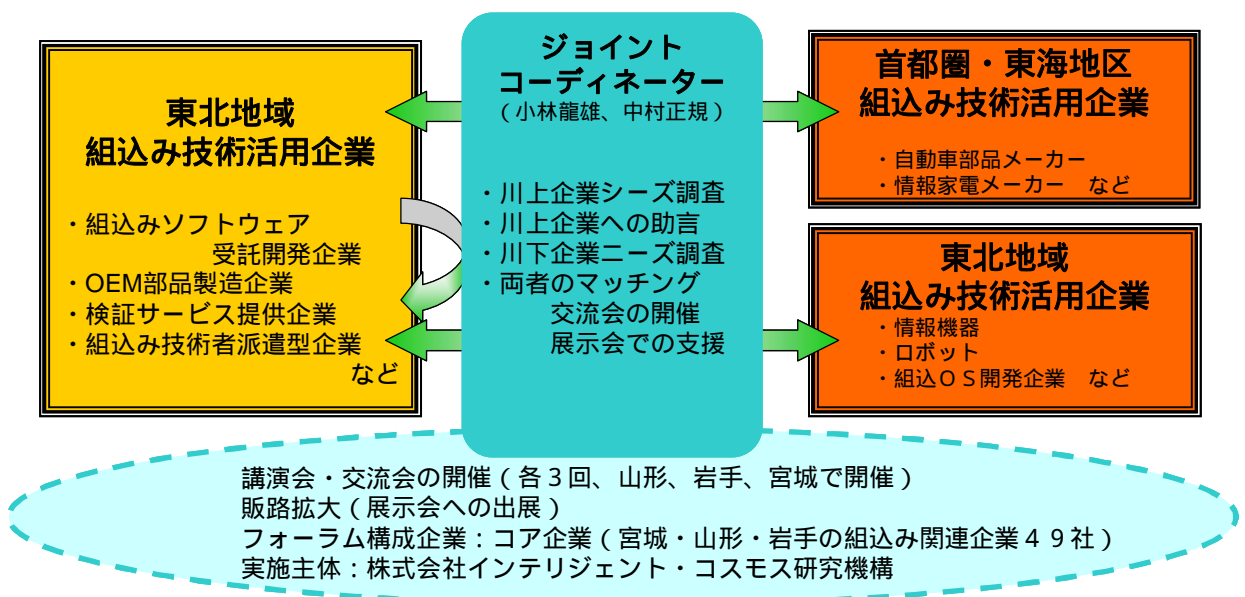 東北地域
組込み技術活用企業
・組込みソフトウェア
受託開発企業
・OEM部品製造企業
・検証サービス提供企業
・組込み技術者派遣型企業
など
ジョイント
コーディネーター
(小林龍雄、中村正規)
・川上企業シーズ調査
・川上企業への助言
・川下企業ニーズ調査
・両者のマッチング
交流会の開催
展示会での支援
首都圏・東海地区
組込み技術活用企業
・自動車部品メーカー
・情報家電メーカー　など
東北地域
組込み技術活用企業
・情報機器
・ロボット
・組込ＯＳ開発企業　など
講演会・交流会の開催(各３回、山形、岩手、宮城で開催)
販路拡大(展示会への出展)
フォーラム構成企業：コア企業(宮城・山形・岩手の組込み関連企業４９社)
実施主体：株式会社インテリジェント・コスモス研究機構